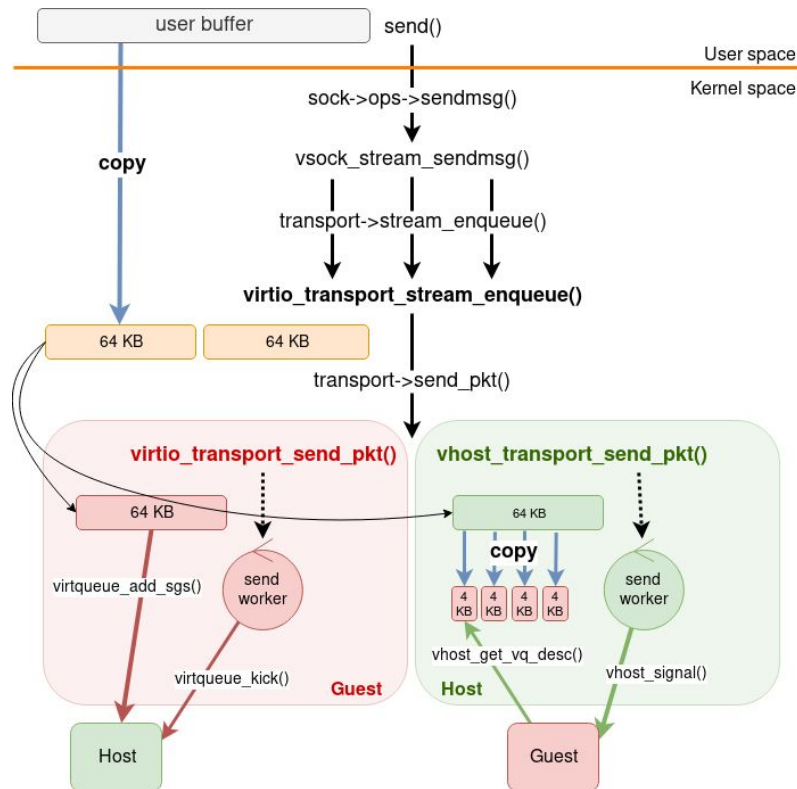 user buffer
send()
User space
Kernel space
sock->ops->sendmsg()
copy
vsock_stream_sendmsg()
transport->stream_enqueue()
virtio_transport_stream_enqueue()
64 KB
64 KB
transport->send_pkt()
virtio_transport_send_pkt()
64 KB
send
worker
virtqueue_add_sgs()
virtqueue_kick()
Guest
Host
vhost_transport_send_pkt()
64 KB
copy
4
KB
4
KB
4
KB
4
KB
send
worker
vhost_get_vq_desc()
vhost_signal()
Host
Guest